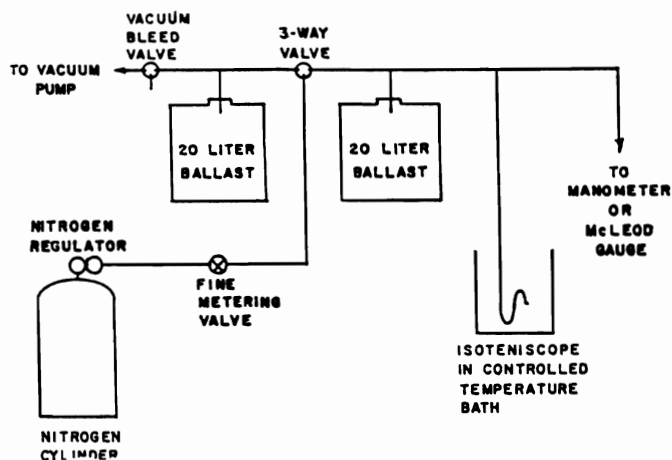 VACUUM
BLEED
VALVE
3-WAY
VALVE
TO VACUUM
PUMP
20 LITER
BALLAST
20 LITER
BALLAST
TO
MANOMETER
OR
McLEOD
GAUGE
NITROGEN
REGULATOR
FINE
METERING
VALVE
ISOTENISCOPE
IN CONTROLLED
TEMPERATURE
BATH
NITROGEN
CYLINDER